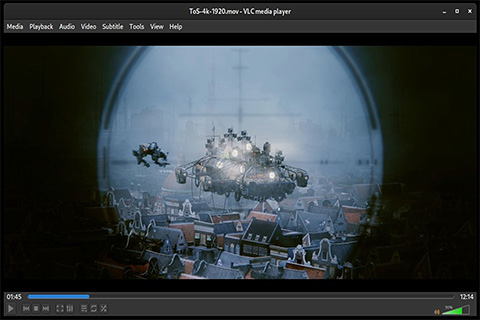 ToS-4k-1920.mov - VLC media player
Media Playback Audio Video Subtitle Tools View Help
01:45 12:14